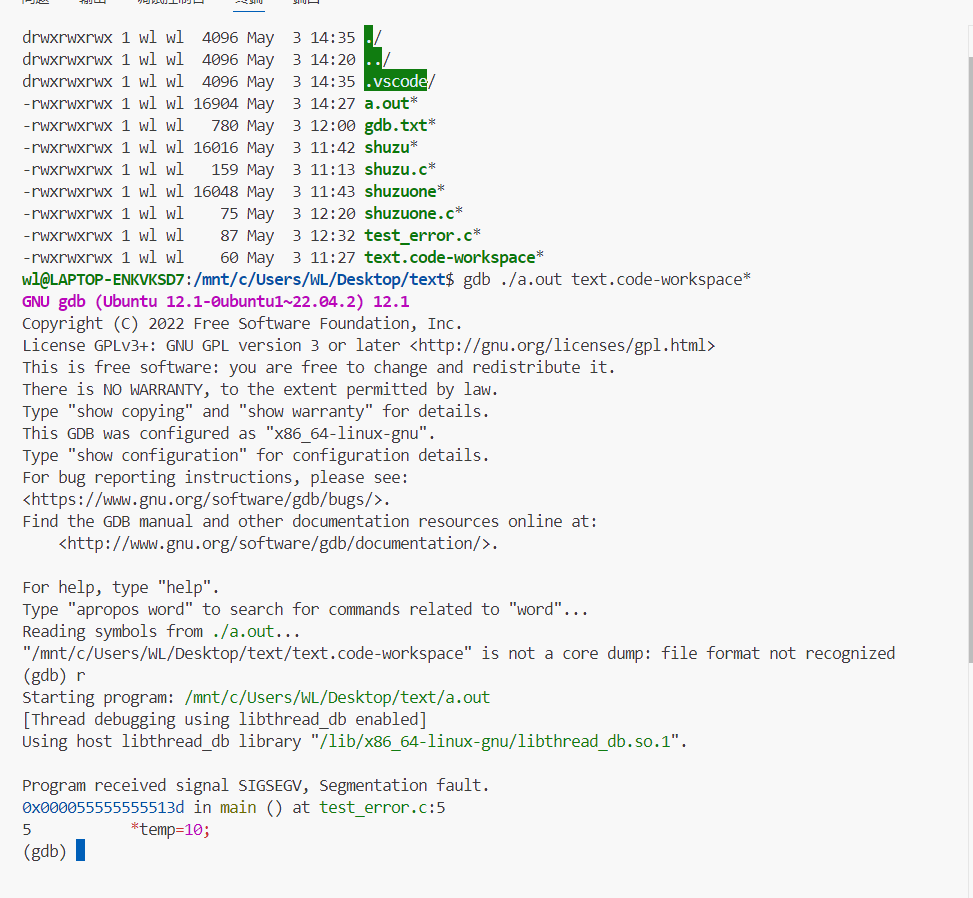 问题 输出 调试控制台 终端 端口
drwxrwxrwx 1 wl wl  4096 May  3 14:35 ./
drwxrwxrwx 1 wl wl  4096 May  3 14:20 ../
drwxrwxrwx 1 wl wl  4096 May  3 14:35 .vscode/
-rwxrwxrwx 1 wl wl 16904 May  3 14:27 a.out*
-rwxrwxrwx 1 wl wl   780 May  3 12:00 gdb.txt*
-rwxrwxrwx 1 wl wl 16016 May  3 11:42 shuzu*
-rwxrwxrwx 1 wl wl   159 May  3 11:13 shuzu.c*
-rwxrwxrwx 1 wl wl 16048 May  3 11:43 shuzuone*
-rwxrwxrwx 1 wl wl    75 May  3 12:20 shuzuone.c*
-rwxrwxrwx 1 wl wl    87 May  3 12:32 test_error.c*
-rwxrwxrwx 1 wl wl    60 May  3 11:27 text.code-workspace*
wl@LAPTOP-ENKVKSD7:/mnt/c/Users/WL/Desktop/text$ gdb ./a.out text.code-workspace*
GNU gdb (Ubuntu 12.1-0ubuntu1~22.04.2) 12.1
Copyright (C) 2022 Free Software Foundation, Inc.
License GPLv3+: GNU GPL version 3 or later <http://gnu.org/licenses/gpl.html>
This is free software: you are free to change and redistribute it.
There is NO WARRANTY, to the extent permitted by law.
Type "show copying" and "show warranty" for details.
This GDB was configured as "x86_64-linux-gnu".
Type "show configuration" for configuration details.
For bug reporting instructions, please see:
<https://www.gnu.org/software/gdb/bugs/>.
Find the GDB manual and other documentation resources online at:
    <http://www.gnu.org/software/gdb/documentation/>.
For help, type "help".
Type "apropos word" to search for commands related to "word"...
Reading symbols from ./a.out...
"/mnt/c/Users/WL/Desktop/text/text.code-workspace" is not a core dump: file format not recognized
(gdb) r
Starting program: /mnt/c/Users/WL/Desktop/text/a.out
[Thread debugging using libthread_db enabled]
Using host libthread_db library "/lib/x86_64-linux-gnu/libthread_db.so.1".
Program received signal SIGSEGV, Segmentation fault.
0x000055555555513d in main () at test_error.c:5
5           *temp=10;
(gdb)